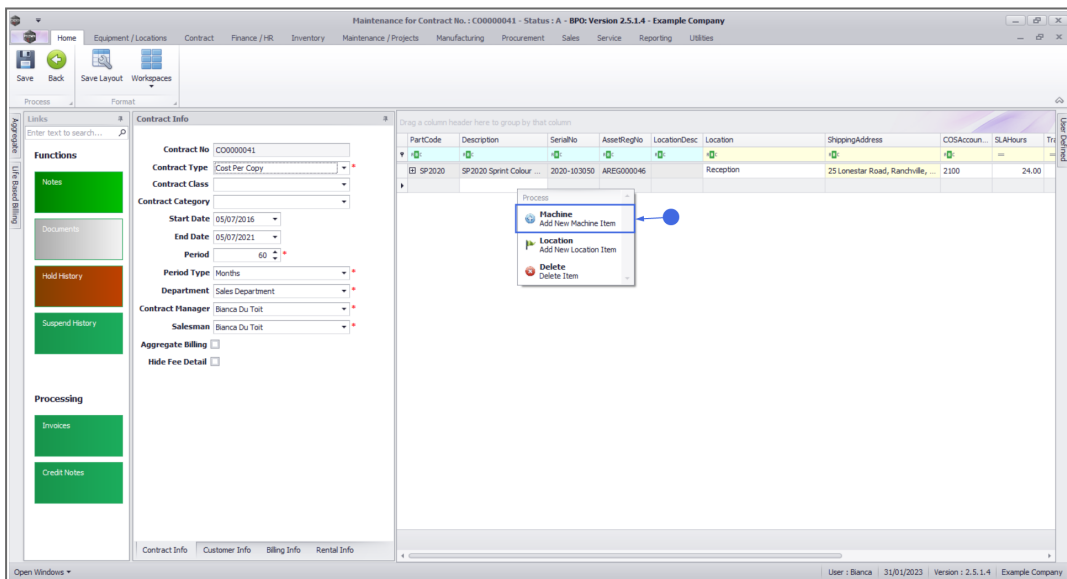 Maintenance for Contract No. : CO0000041 - Status : A - BPO: Version 2.5.1.4 - Example Company
Home Equipment / Locations Contract Finance / HR Inventory Maintenance / Projects Manufacturing Procurement Sales Service Reporting Utilities
Save Back Save Layout Workspaces
Process Format
Aggregate
Life Based Billing
Links
Enter text to search...
Functions
Notes
Documents
Hold History
Suspend History
Processing
Invoices
Credit Notes
Contract Info
Contract No CO0000041
Contract Type Cost Per Copy *
Contract Class
Contract Category
Start Date 05/07/2016
End Date 05/07/2021
Period 60 *
Period Type Months *
Department Sales Department *
Contract Manager Bianca Du Toit *
Salesman Bianca Du Toit *
Aggregate Billing
Hide Fee Detail
Contract Info Customer Info Billing Info Rental Info
Drag a column header here to group by that column
PartCode Description SerialNo AssetRegNo LocationDesc Location ShippingAddress COSAccoun... SLAHours Tra
= =
SP2020 SP2020 Sprint Colour ... 2020-103050 AREG000046 Reception 25 Lonestar Road, Ranchville, ... 2100 24.00
Process
Machine
Add New Machine Item
Location
Add New Location Item
Delete
Delete Item
User Defined
Open Windows User : Bianca 31/01/2023 Version : 2.5.1.4 Example Company